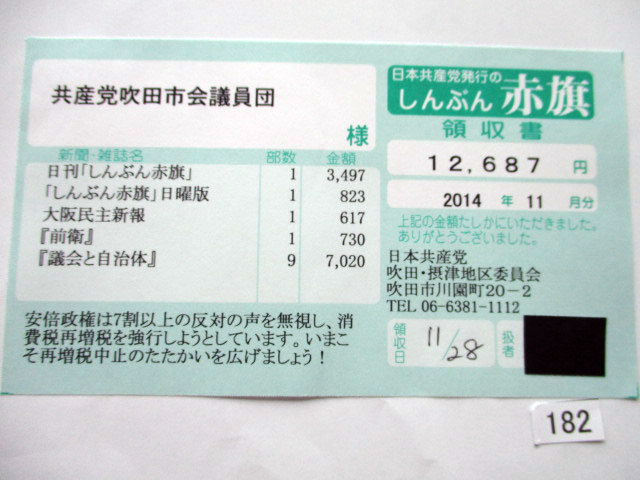 共産党吹田市会議員団
様
新聞・雑誌名 部数 金額
日刊「しんぶん赤旗」 1 3,497
「しんぶん赤旗」日曜版 1 823
大阪民主新報 1 617
『前衛』 1 730
『議会と自治体』 9 7,020
安倍政権は7割以上の反対の声を無視し、消
費税再増税を強行しようとしています。いまこ
そ再増税中止のたたかいを広げましょう!
日本共産党発行の
しんぶん 赤旗
領収書
12,687 円
2014 年 11 月分
上記の金額たしかにいただきました。
ありがとうございました。
日本共産党
吹田・摂津地区委員会
吹田市川園町20-2
TEL 06-6381-1112
領収日 11/28
扱者
182